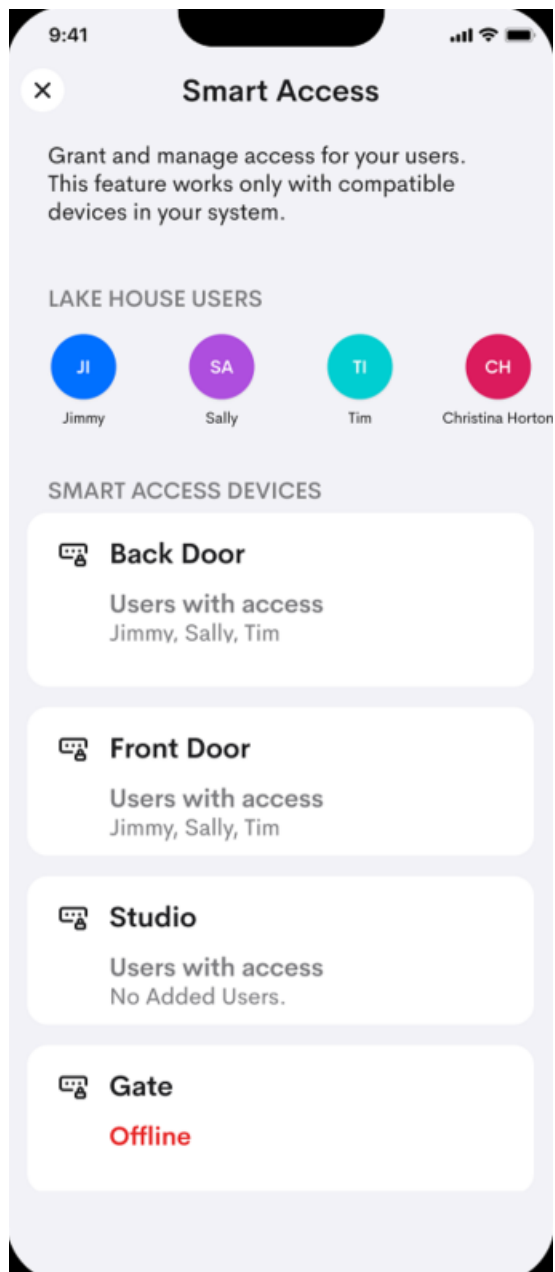 9:41
Smart Access
Grant and manage access for your users.
This feature works only with compatible
devices in your system.
LAKE HOUSE USERS
JI SA TI CH
Jimmy Sally Tim Christina Horton
SMART ACCESS DEVICES
Back Door
Users with access
Jimmy, Sally, Tim
Front Door
Users with access
Jimmy, Sally, Tim
Studio
Users with access
No Added Users.
Gate
Offline